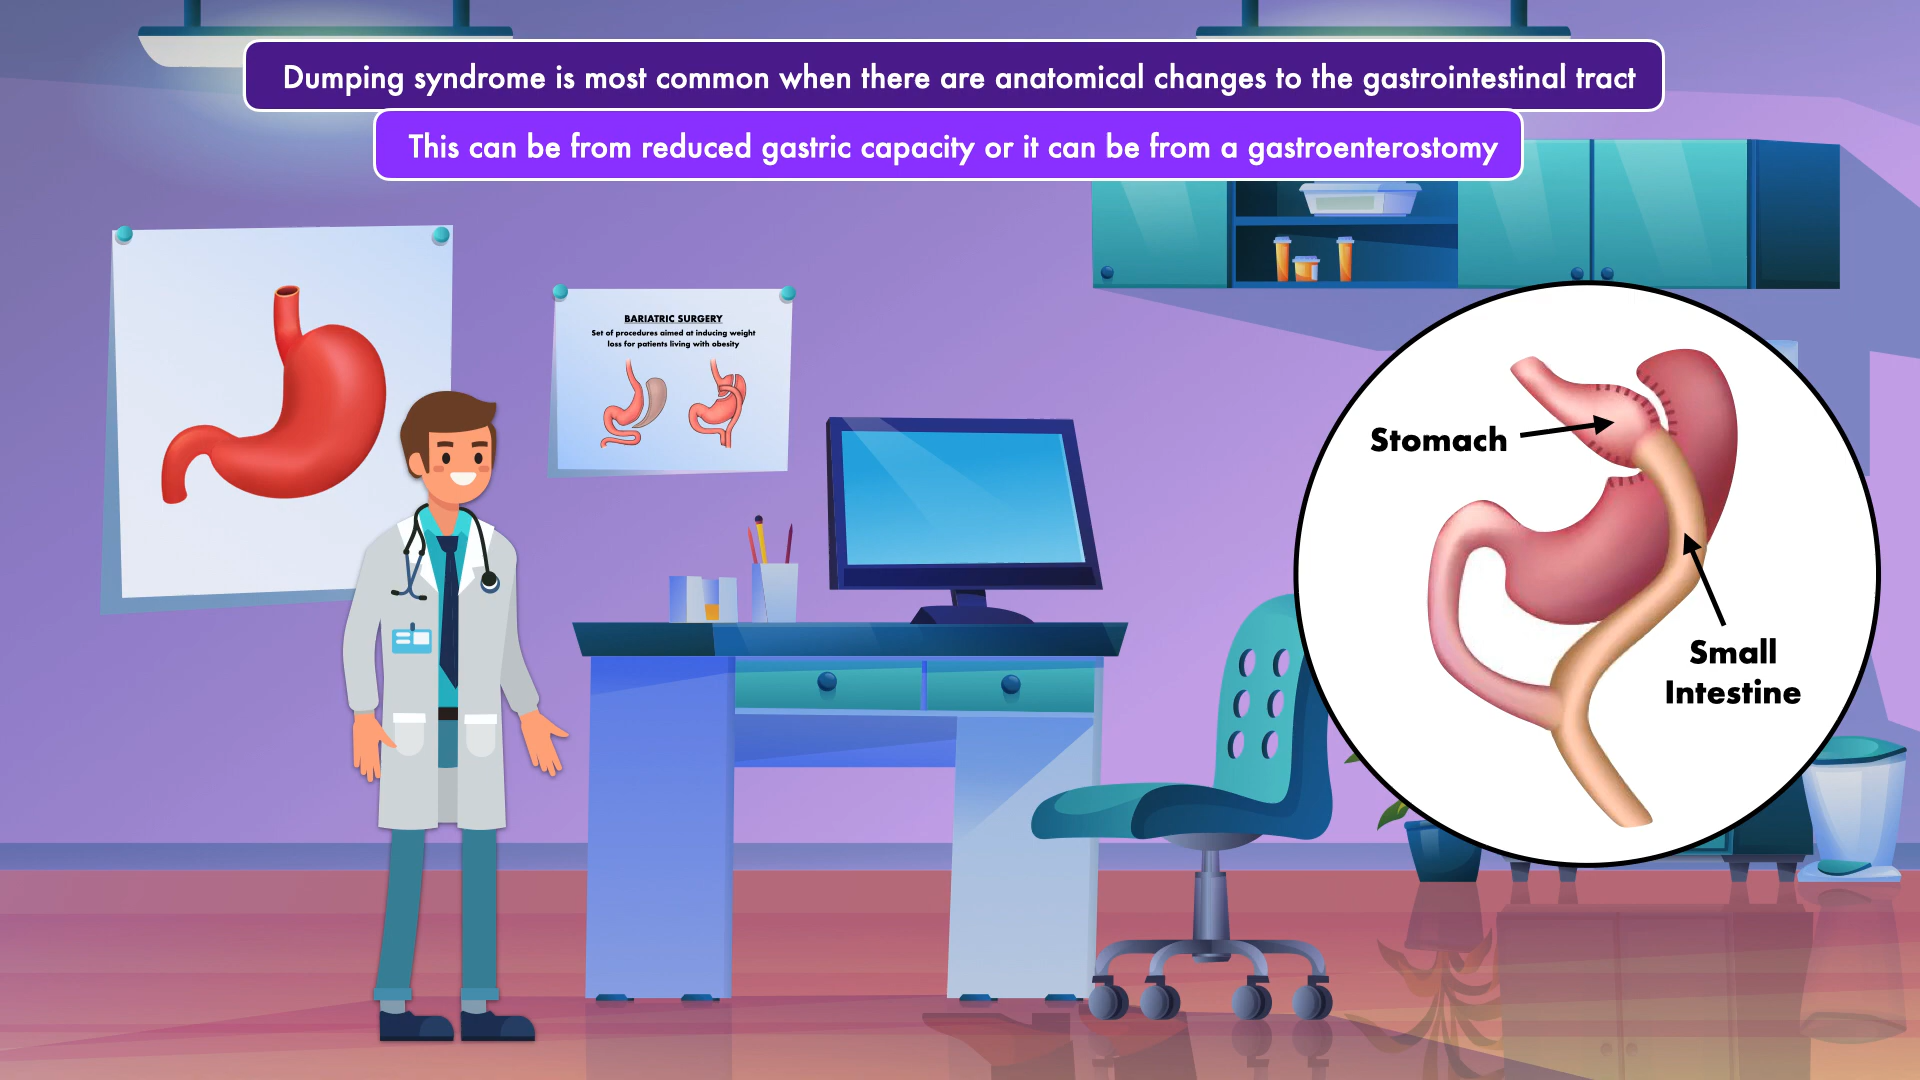 Dumping syndrome is most common when there are anatomical changes to the gastrointestinal tract
This can be from reduced gastric capacity or it can be from a gastroenterostomy
BARIATRIC SURGERY
Set of procedures aimed at inducing weight
loss for patients living with obesity
Stomach
Small
Intestine